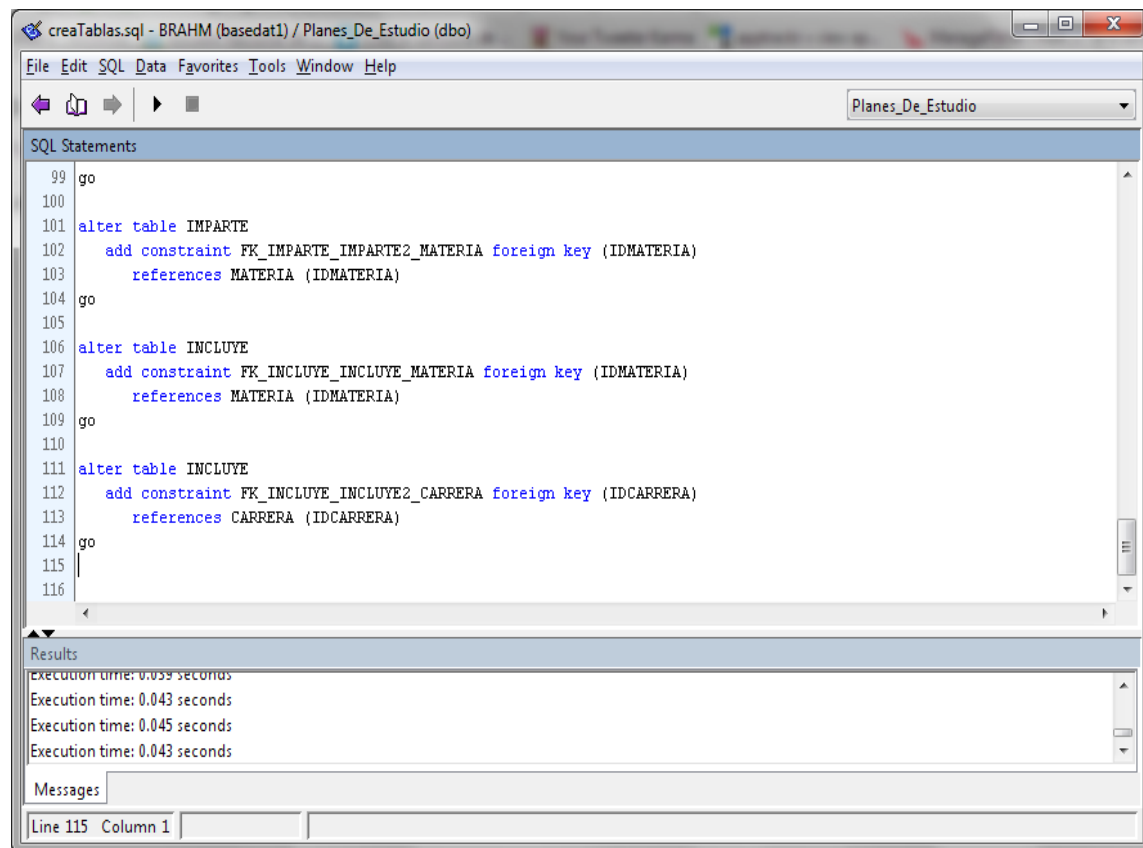 creaTablas.sql - BRAHM (basedat1) / Planes_De_Estudio (dbo)
File Edit SQL Data Favorites Tools Window Help
Planes_De_Estudio
SQL Statements
99 go
100
101 alter table IMPARTE
102 add constraint FK_IMPARTE_IMPARTE2_MATERIA foreign key (IDMATERIA)
103 references MATERIA (IDMATERIA)
104 go
105
106 alter table INCLUYE
107 add constraint FK_INCLUYE_INCLUYE_MATERIA foreign key (IDMATERIA)
108 references MATERIA (IDMATERIA)
109 go
110
111 alter table INCLUYE
112 add constraint FK_INCLUYE_INCLUYE2_CARRERA foreign key (IDCARRERA)
113 references CARRERA (IDCARRERA)
114 go
115
116
Results
Execution time: 0.039 seconds
Execution time: 0.043 seconds
Execution time: 0.045 seconds
Execution time: 0.043 seconds
Messages
Line 115 Column 1